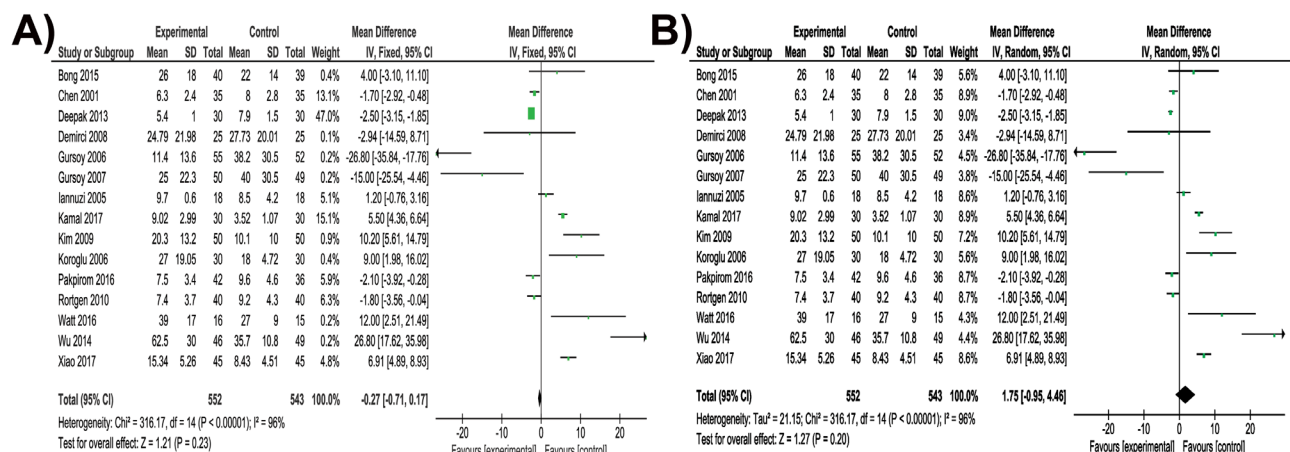 A)
Experimental Control Mean Difference Mean Difference
Study or Subgroup Mean SD Total Mean SD Total Weight IV, Fixed, 95% CI IV, Fixed, 95% CI
Bong 2015 26 18 40 22 14 39 0.4% 4.00 [-3.10, 11.10]
Chen 2001 6.3 2.4 35 8 2.8 35 13.1% -1.70 [-2.92, -0.48]
Deepak 2013 5.4 1 30 7.9 1.5 30 47.0% -2.50 [-3.15, -1.85]
Demirci 2008 24.79 21.98 25 27.73 20.01 25 0.1% -2.94 [-14.59, 8.71]
Gursoy 2006 11.4 13.6 55 38.2 30.5 52 0.2% -26.80 [-35.84, -17.76]
Gursoy 2007 25 22.3 50 40 30.5 49 0.2% -15.00 [-25.54, -4.46]
Iannuzi 2005 9.7 0.6 18 8.5 4.2 18 5.1% 1.20 [-0.76, 3.16]
Kamal 2017 9.02 2.99 30 3.52 1.07 30 15.1% 5.50 [4.36, 6.64]
Kim 2009 20.3 13.2 50 10.1 10 50 0.9% 10.20 [5.61, 14.79]
Koroglu 2006 27 19.05 30 18 4.72 30 0.4% 9.00 [1.98, 16.02]
Pakpirom 2016 7.5 3.4 42 9.6 4.6 36 5.9% -2.10 [-3.92, -0.28]
Rortgen 2010 7.4 3.7 40 9.2 4.3 40 6.3% -1.80 [-3.56, -0.04]
Watt 2016 39 17 16 27 9 15 0.2% 12.00 [2.51, 21.49]
Wu 2014 62.5 30 46 35.7 10.8 49 0.2% 26.80 [17.62, 35.98]
Xiao 2017 15.34 5.26 45 8.43 4.51 45 4.8% 6.91 [4.89, 8.93]
Total (95% CI) 552 543 100.0% -0.27 [-0.71, 0.17]
Heterogeneity: Chi² = 316.17, df = 14 (P < 0.00001); I² = 96%
Test for overall effect: Z = 1.21 (P = 0.23)
-20 -10 0 10 20
Favours [experimental] Favours [control]
B)
Experimental Control Mean Difference Mean Difference
Study or Subgroup Mean SD Total Mean SD Total Weight IV, Random, 95% CI IV, Random, 95% CI
Bong 2015 26 18 40 22 14 39 5.6% 4.00 [-3.10, 11.10]
Chen 2001 6.3 2.4 35 8 2.8 35 8.9% -1.70 [-2.92, -0.48]
Deepak 2013 5.4 1 30 7.9 1.5 30 9.1% -2.50 [-3.15, -1.85]
Demirci 2008 24.79 21.98 25 27.73 20.01 25 3.4% -2.94 [-14.59, 8.71]
Gursoy 2006 11.4 13.6 55 38.2 30.5 52 4.5% -26.80 [-35.84, -17.76]
Gursoy 2007 25 22.3 50 40 30.5 49 3.8% -15.00 [-25.54, -4.46]
Iannuzi 2005 9.7 0.6 18 8.5 4.2 18 8.6% 1.20 [-0.76, 3.16]
Kamal 2017 9.02 2.99 30 3.52 1.07 30 9.0% 5.50 [4.36, 6.64]
Kim 2009 20.3 13.2 50 10.1 10 50 7.2% 10.20 [5.61, 14.79]
Koroglu 2006 27 19.05 30 18 4.72 30 5.6% 9.00 [1.98, 16.02]
Pakpirom 2016 7.5 3.4 42 9.6 4.6 36 8.7% -2.10 [-3.92, -0.28]
Rortgen 2010 7.4 3.7 40 9.2 4.3 40 8.7% -1.80 [-3.56, -0.04]
Watt 2016 39 17 16 27 9 15 4.2% 12.00 [2.51, 21.49]
Wu 2014 62.5 30 46 35.7 10.8 49 4.4% 26.80 [17.62, 35.98]
Xiao 2017 15.34 5.26 45 8.43 4.51 45 8.6% 6.91 [4.89, 8.93]
Total (95% CI) 552 543 100.0% 1.75 [-0.95, 4.46]
Heterogeneity: Tau² = 21.15; Chi² = 316.17, df = 14 (P < 0.00001); I² = 96%
Test for overall effect: Z = 1.27 (P = 0.20)
-20 -10 0 10 20
Favours [experimental] Favours [control]